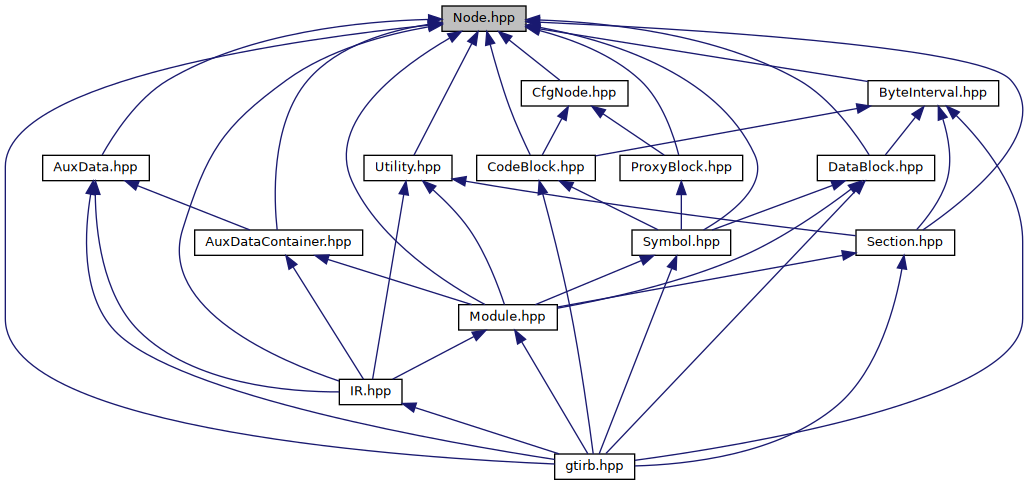 Node.hpp
CfgNode.hpp
ByteInterval.hpp
AuxData.hpp
Utility.hpp
CodeBlock.hpp
ProxyBlock.hpp
DataBlock.hpp
AuxDataContainer.hpp
Symbol.hpp
Section.hpp
Module.hpp
IR.hpp
gtirb.hpp